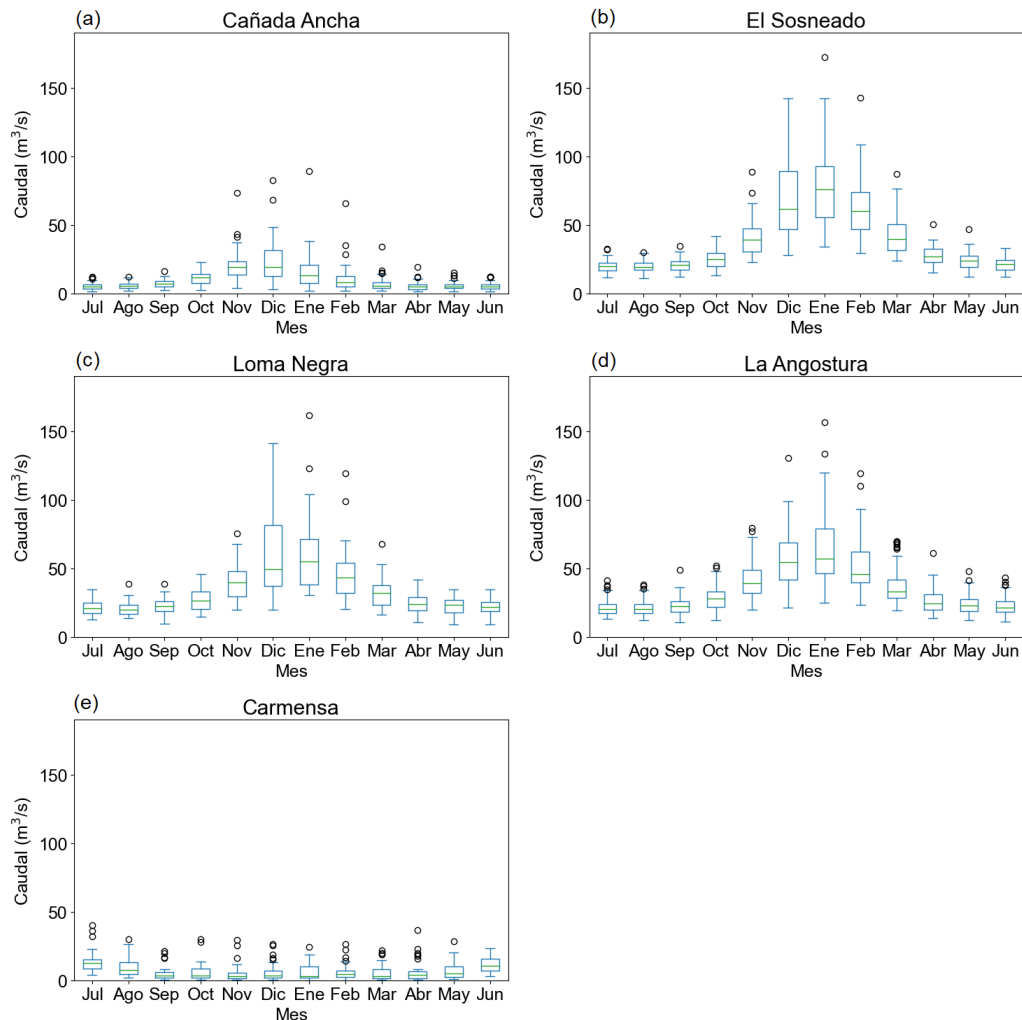 (a) Cañada Ancha
Caudal (m³/s)
150
100
50
0
Jul Ago Sep Oct Nov Dic Ene Feb Mar Abr May Jun
Mes
(b) El Sosneado
Caudal (m³/s)
150
100
50
0
Jul Ago Sep Oct Nov Dic Ene Feb Mar Abr May Jun
Mes
(c) Loma Negra
Caudal (m³/s)
150
100
50
0
Jul Ago Sep Oct Nov Dic Ene Feb Mar Abr May Jun
Mes
(d) La Angostura
Caudal (m³/s)
150
100
50
0
Jul Ago Sep Oct Nov Dic Ene Feb Mar Abr May Jun
Mes
(e) Carmensa
Caudal (m³/s)
150
100
50
0
Jul Ago Sep Oct Nov Dic Ene Feb Mar Abr May Jun
Mes